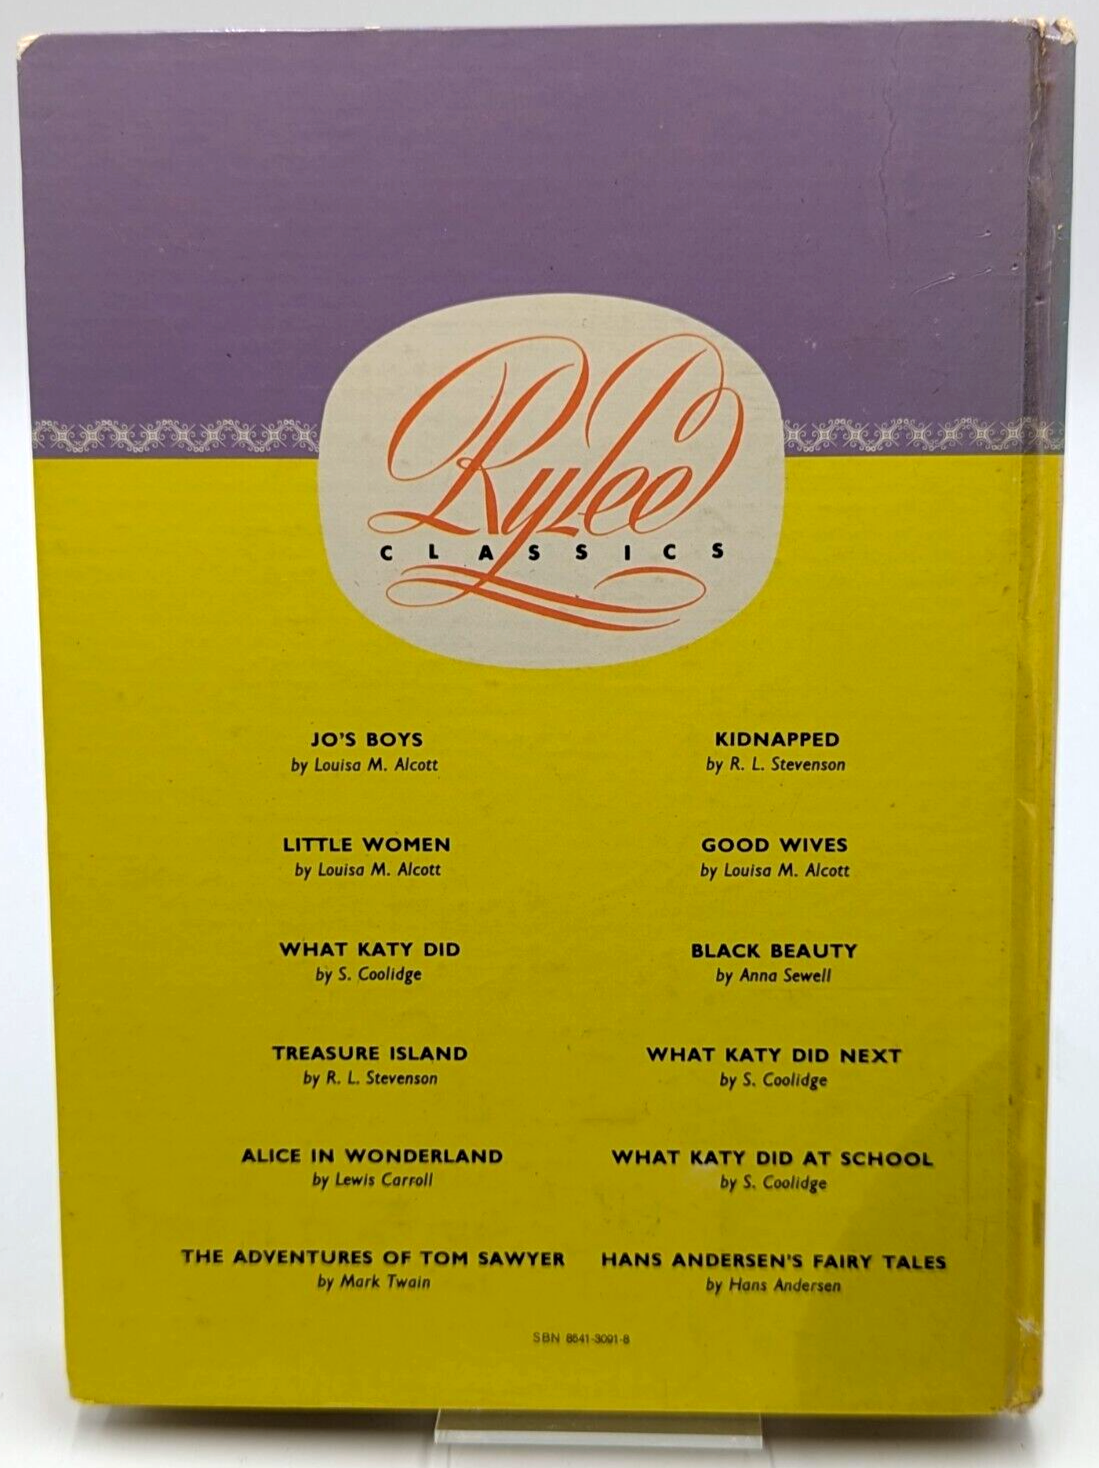 Rylee
CLASSICS
JO'S BOYS
by Louisa M. Alcott
KIDNAPPED
by R. L. Stevenson
LITTLE WOMEN
by Louisa M. Alcott
GOOD WIVES
by Louisa M. Alcott
WHAT KATY DID
by S. Coolidge
BLACK BEAUTY
by Anna Sewell
TREASURE ISLAND
by R. L. Stevenson
WHAT KATY DID NEXT
by S. Coolidge
ALICE IN WONDERLAND
by Lewis Carroll
WHAT KATY DID AT SCHOOL
by S. Coolidge
THE ADVENTURES OF TOM SAWYER
by Mark Twain
HANS ANDERSEN'S FAIRY TALES
by Hans Andersen
SBN 8541-3091-8